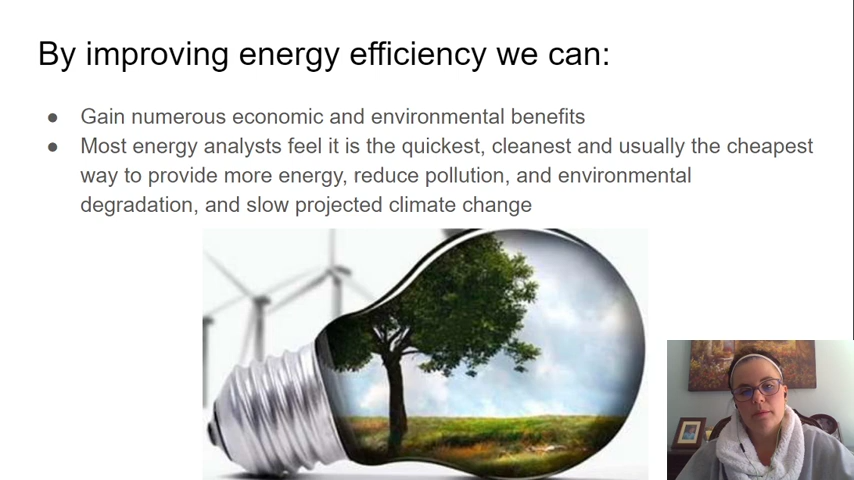 By improving energy efficiency we can:
● Gain numerous economic and environmental benefits
● Most energy analysts feel it is the quickest, cleanest and usually the cheapest
way to provide more energy, reduce pollution, and environmental
degradation, and slow projected climate change